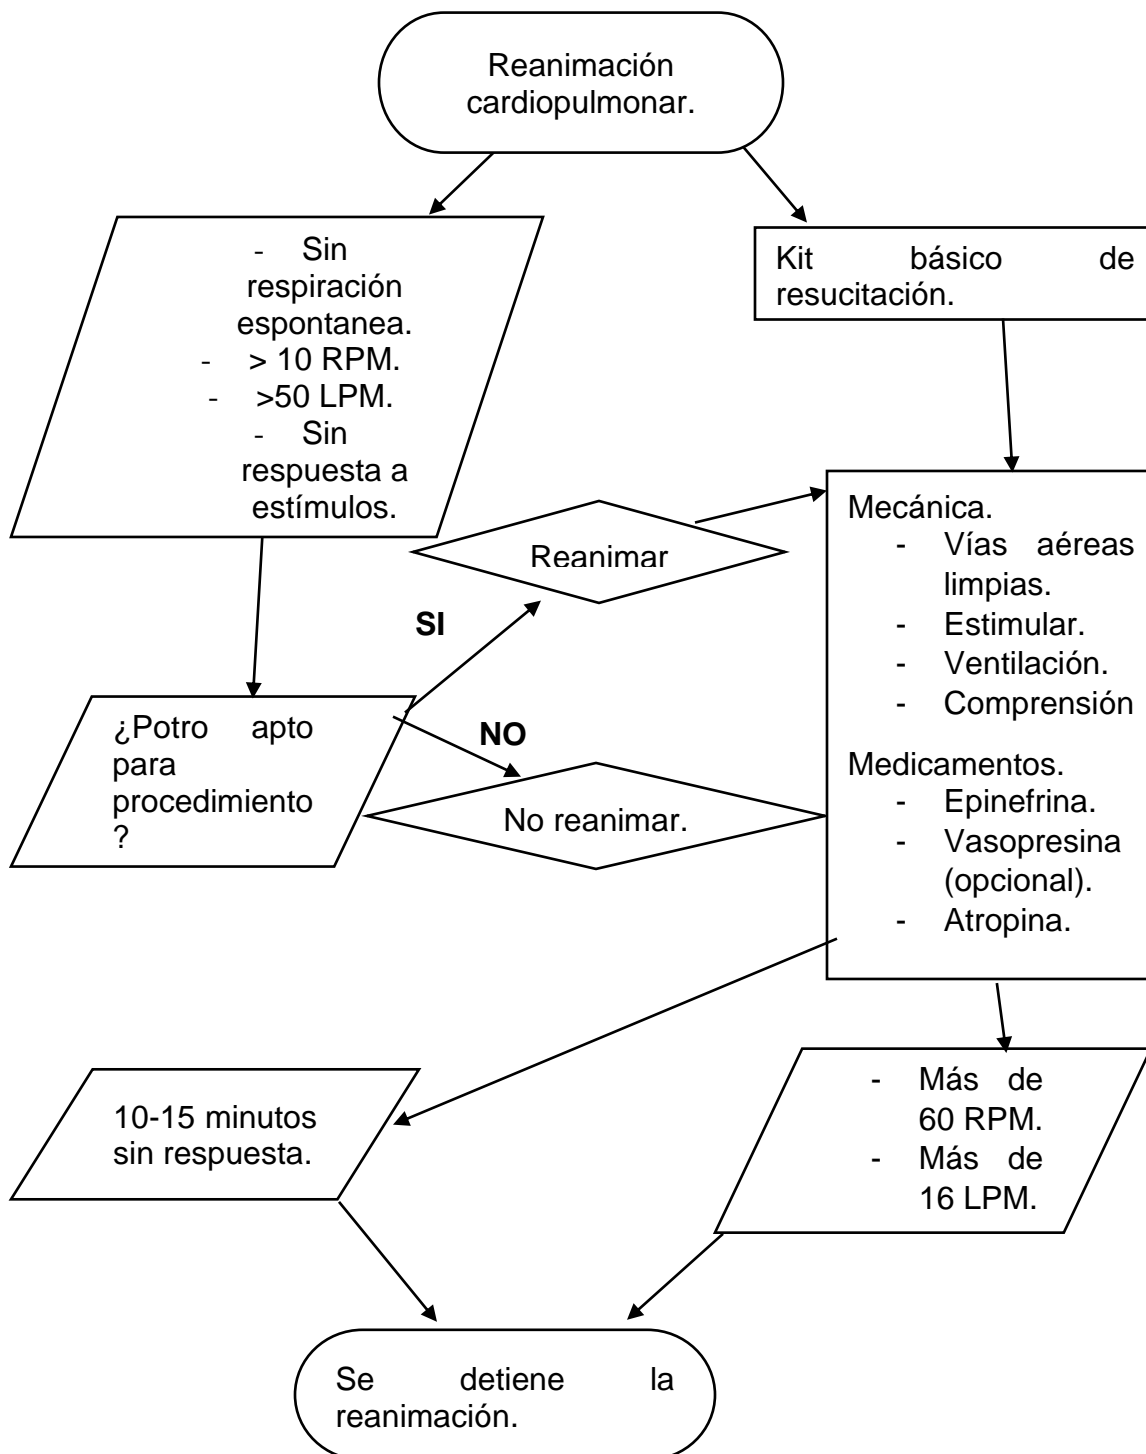 Reanimación
cardiopulmonar.
- Sin
respiración
espontanea.
- > 10 RPM.
- >50 LPM.
- Sin
respuesta a
estímulos.
Kit básico de
resucitación.
Reanimar
SI
¿Potro apto
para
procedimiento
?
NO
No reanimar.
Mecánica.
- Vías aéreas
limpias.
- Estimular.
- Ventilación.
- Comprensión
Medicamentos.
- Epinefrina.
- Vasopresina
(opcional).
- Atropina.
10-15 minutos
sin respuesta.
- Más de
60 RPM.
- Más de
16 LPM.
Se detiene la
reanimación.